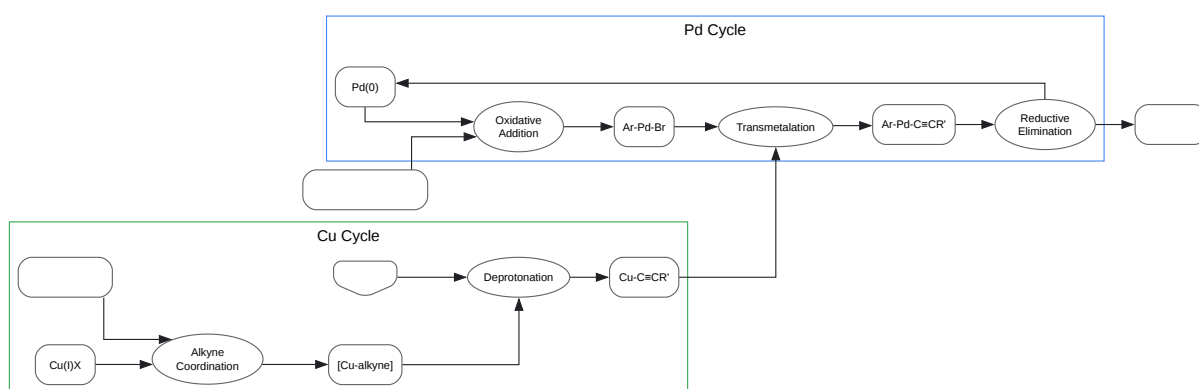 Pd Cycle
Pd(0)
Oxidative
Addition
Ar-Pd-Br
Transmetalation
Ar-Pd-C≡CR'
Reductive
Elimination
Cu Cycle
Deprotonation
Cu-C≡CR'
Cu(I)X
Alkyne
Coordination
[Cu-alkyne]